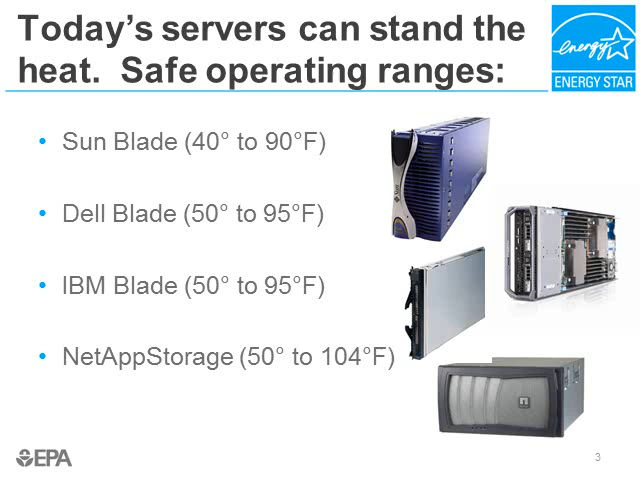 Today's servers can stand the
heat.  Safe operating ranges:
energy
ENERGY STAR
• Sun Blade (40° to 90°F)
• Dell Blade (50° to 95°F)
• IBM Blade (50° to 95°F)
• NetAppStorage (50° to 104°F)
EPA
3